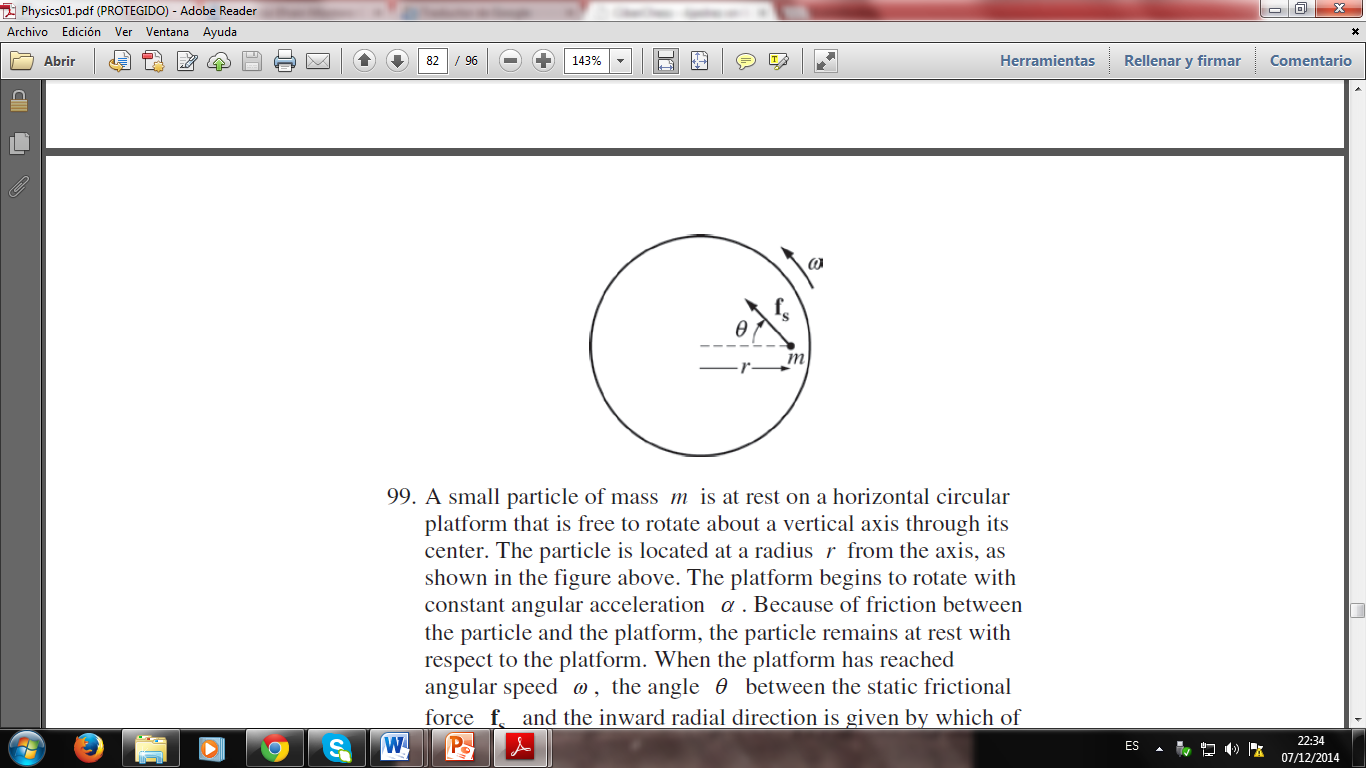 Physics01.pdf (PROTEGIDO) - Adobe Reader
Archivo Edición Ver Ventana Ayuda
Abrir 82 / 96 143% Herramientas Rellenar y firmar Comentario
ω
f_s
θ
m
r
99. A small particle of mass m is at rest on a horizontal circular
platform that is free to rotate about a vertical axis through its
center. The particle is located at a radius r from the axis, as
shown in the figure above. The platform begins to rotate with
constant angular acceleration α . Because of friction between
the particle and the platform, the particle remains at rest with
respect to the platform. When the platform has reached
angular speed ω , the angle θ between the static frictional
force f_s and the inward radial direction is given by which of
ES 22:34
07/12/2014